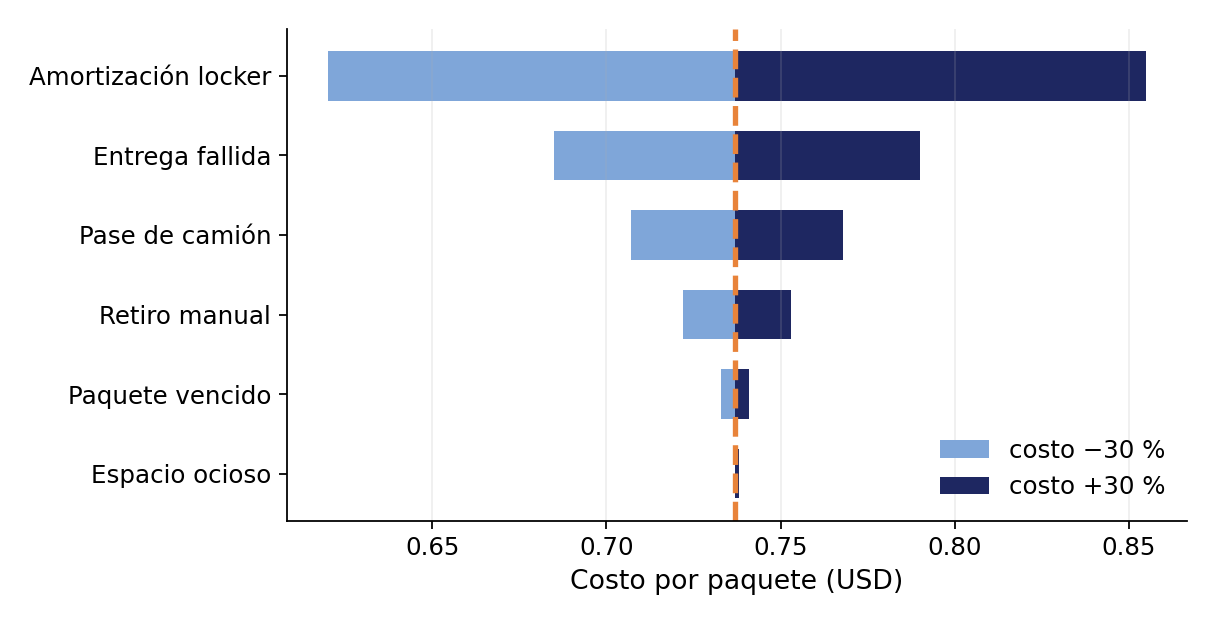 Amortización locker
Entrega fallida
Pase de camión
Retiro manual
Paquete vencido
Espacio ocioso
costo −30 %
costo +30 %
0.65 0.70 0.75 0.80 0.85
Costo por paquete (USD)